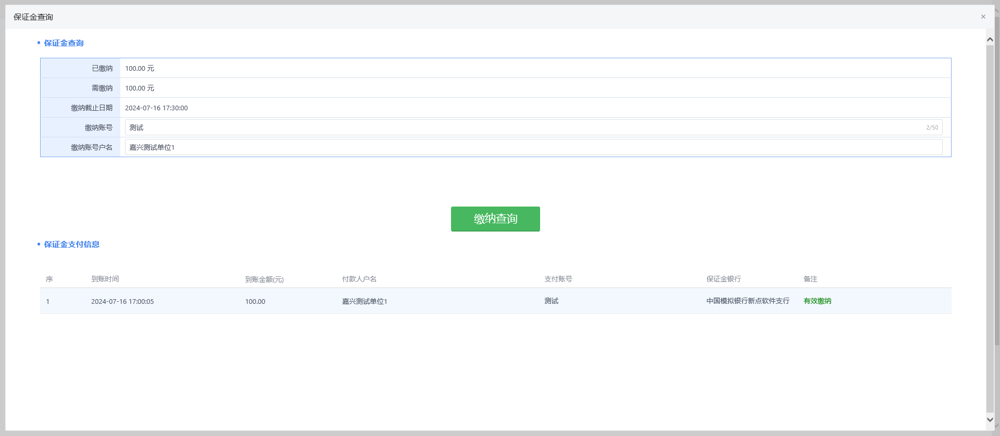 保证金查询
×
保证金查询
已缴纳 100.00 元
需缴纳 100.00 元
缴纳截止日期 2024-07-16 17:30:00
缴纳账号 测试 2/50
缴纳账号户名 嘉兴测试单位1
缴纳查询
保证金支付信息
序 到账时间 到账金额(元) 付款人户名 支付账号 保证金银行 备注
1 2024-07-16 17:00:05 100.00 嘉兴测试单位1 测试 中国模拟银行新点软件支行 有效缴纳